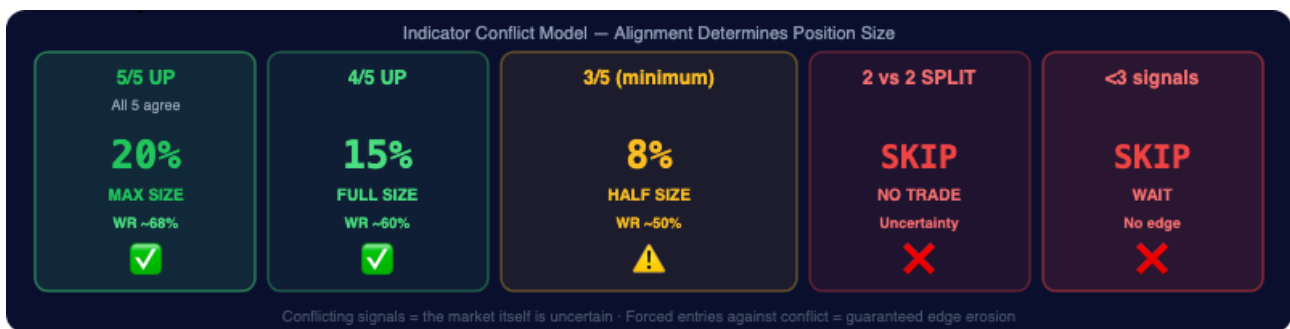 Indicator Conflict Model — Alignment Determines Position Size
5/5 UP
All 5 agree
20%
MAX SIZE
WR ~68%
4/5 UP
15%
FULL SIZE
WR ~60%
3/5 (minimum)
8%
HALF SIZE
WR ~50%
2 vs 2 SPLIT
SKIP
NO TRADE
Uncertainty
<3 signals
SKIP
WAIT
No edge
Conflicting signals = the market itself is uncertain · Forced entries against conflict = guaranteed edge erosion